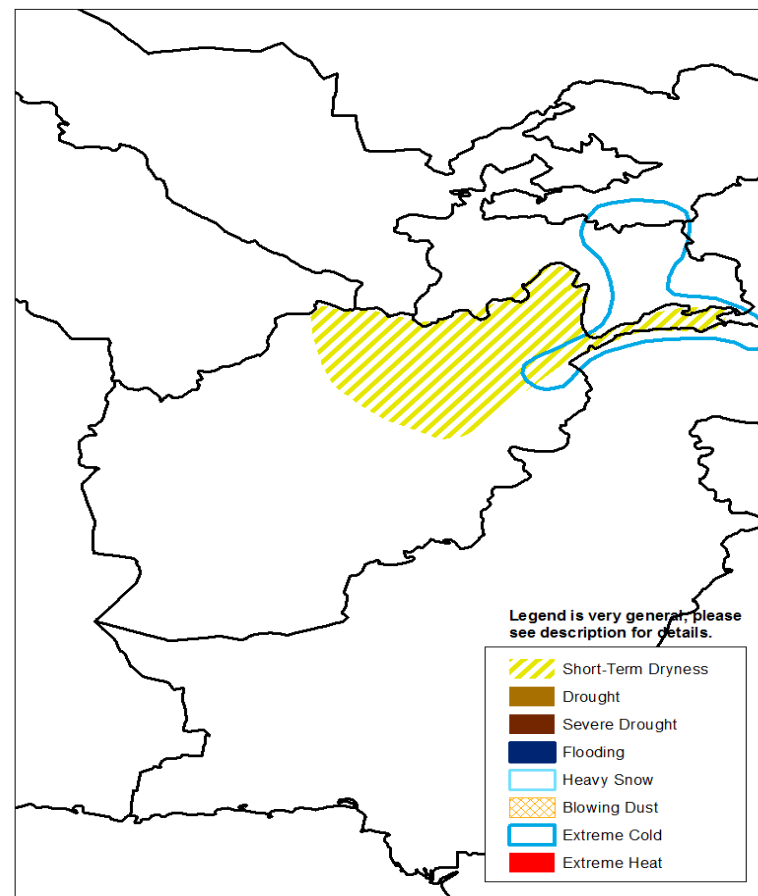 Legend is very general, please
see description for details.
Short-Term Dryness
Drought
Severe Drought
Flooding
Heavy Snow
Blowing Dust
Extreme Cold
Extreme Heat